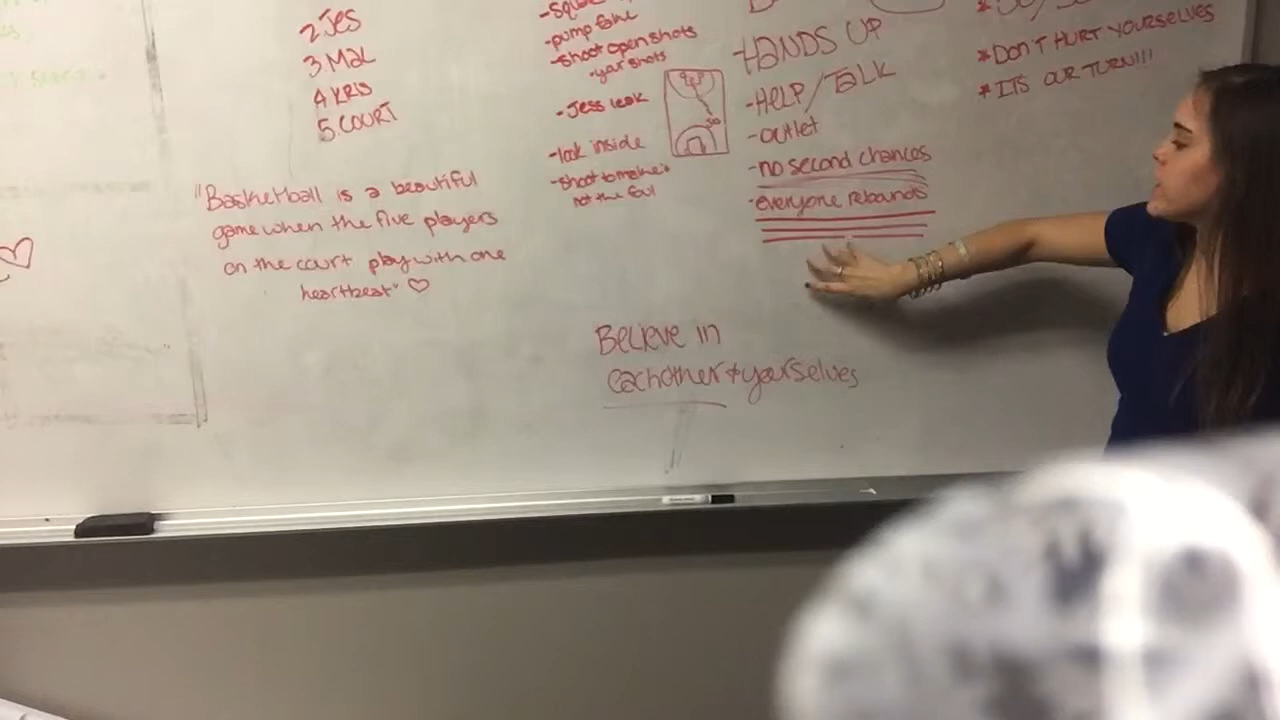 2 Jes
3 Mal
4 KRIS
5. COURT
"Basketball is a beautiful
game when the five players
on the court play with one
heartbeat" ♡
-pump fake
-shoot open shots
*your shots
-Jess leak
-look inside
-shoot to make it
not the foul
-HANDS UP
-HELP/TALK
-outlet
-no second chances
-everyone rebounds
*DON'T HURT YOURSELVES
*ITS OUR TURN!!!
Believe in
eachother + yourselves